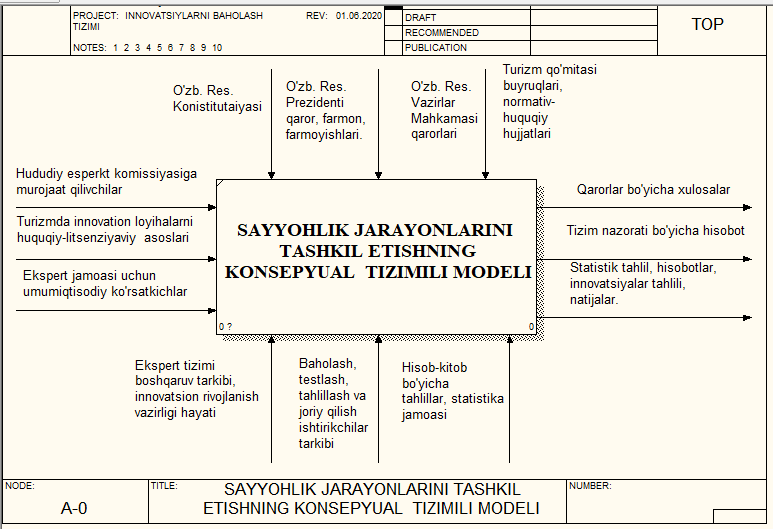 PROJECT: INNOVATSIYLARNI BAHOLASH
TIZIMI
REV: 01.06.2020
NOTES: 1 2 3 4 5 6 7 8 9 10
DRAFT
RECOMMENDED
PUBLICATION
TOP
O'zb. Res.
Konistitutaiyasi
O'zb. Res.
Prezidenti
qaror, farmon,
farmoyishlari.
O'zb. Res.
Vazirlar
Mahkamasi
qarorlari
Turizm qo'mitasi
buyruqlari,
normativ-
huquqiy
hujjatlari
Hududiy esperkt komissiyasiga
murojaat qilivchilar
Turizmda innovation loyihalarni
huquqiy-litsenziyaviy asoslari
Ekspert jamoasi uchun
umumiqtisodiy ko'rsatkichlar
SAYYOHLIK JARAYONLARINI
TASHKIL ETISHNING
KONSEPYUAL TIZIMILI MODELI
0 ?
0
Qarorlar bo'yicha xulosalar
Tizim nazorati bo'yicha hisobot
Statistik tahlil, hisobotlar,
innovatsiyalar tahlili,
natijalar.
Ekspert tizimi
boshqaruv tarkibi,
innovatsion rivojlanish
vazirligi hayati
Baholash,
testlash,
tahlillash va
joriy qilish
ishtirikchilar
tarkibi
Hisob-kitob
bo'yicha
tahlillar, statistika
jamoasi
NODE:
A-0
TITLE:
SAYYOHLIK JARAYONLARINI TASHKIL
ETISHNING KONSEPYUAL TIZIMILI MODELI
NUMBER: